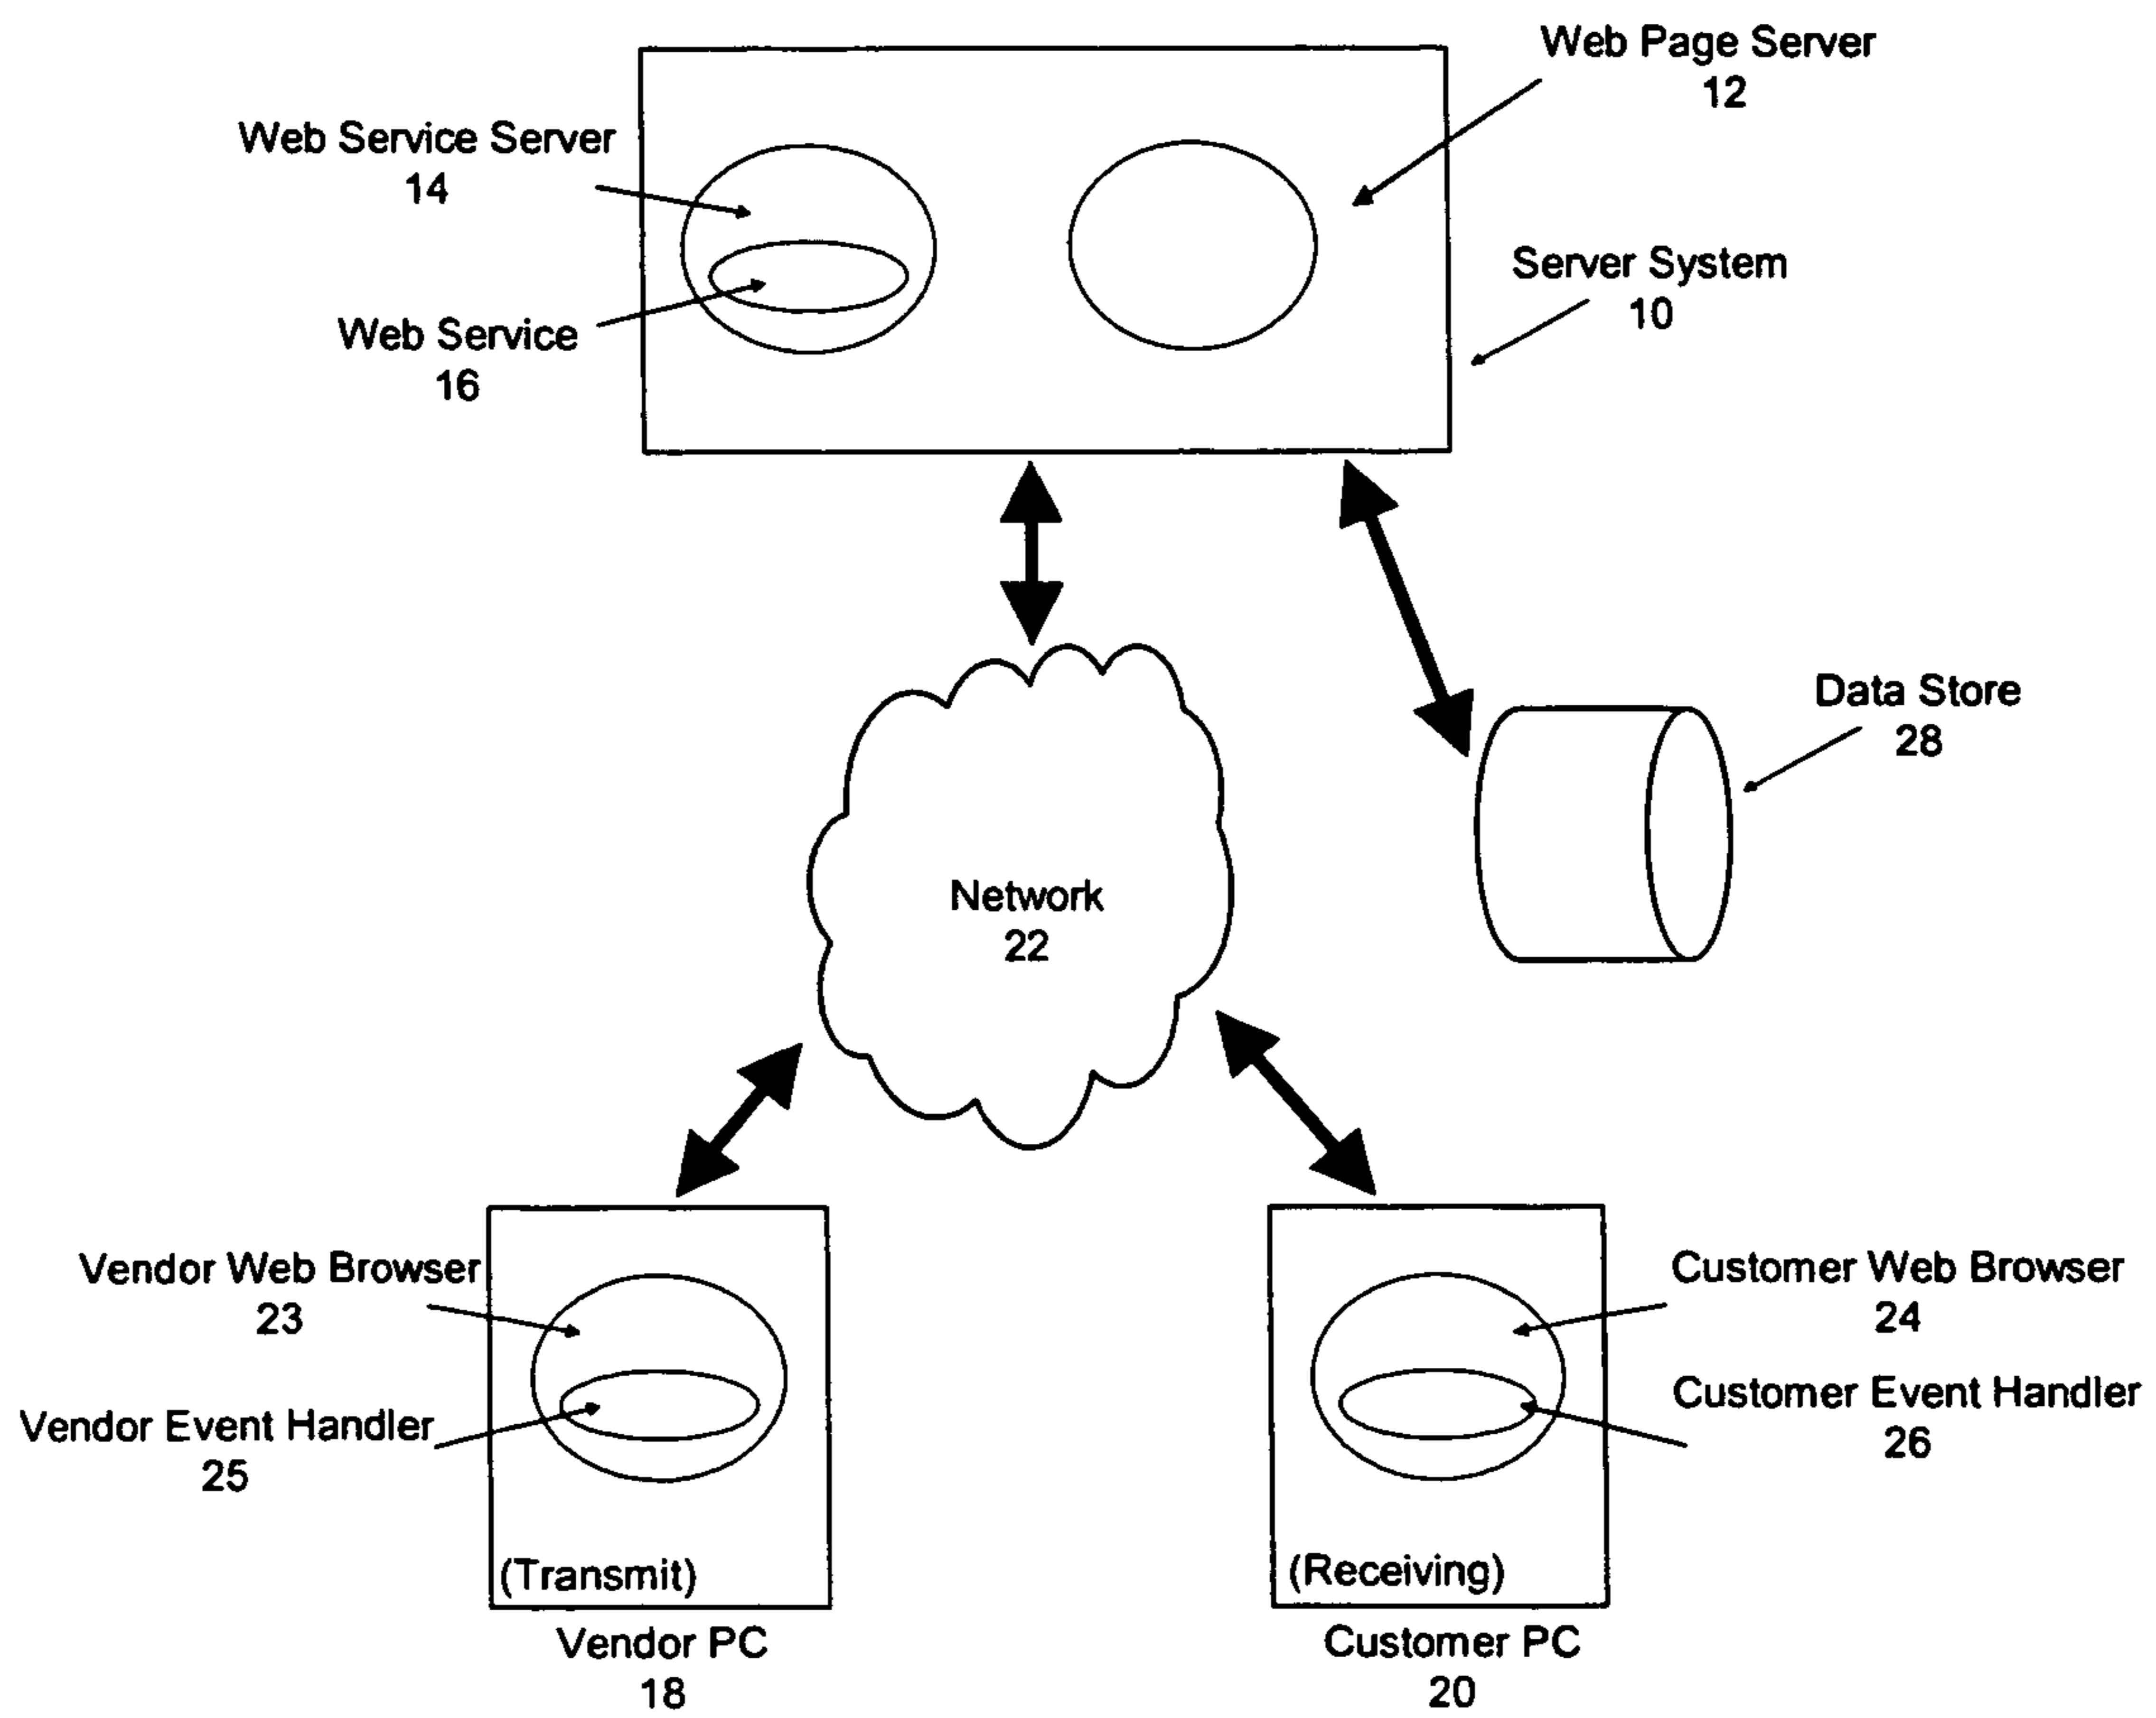 Web Page Server
12
Web Service Server
14
Server System
10
Web Service
16
Data Store
28
Network
22
Vendor Web Browser
23
Customer Web Browser
24
Vendor Event Handler
25
Customer Event Handler
26
(Transmit)
(Receiving)
Vendor PC
18
Customer PC
20